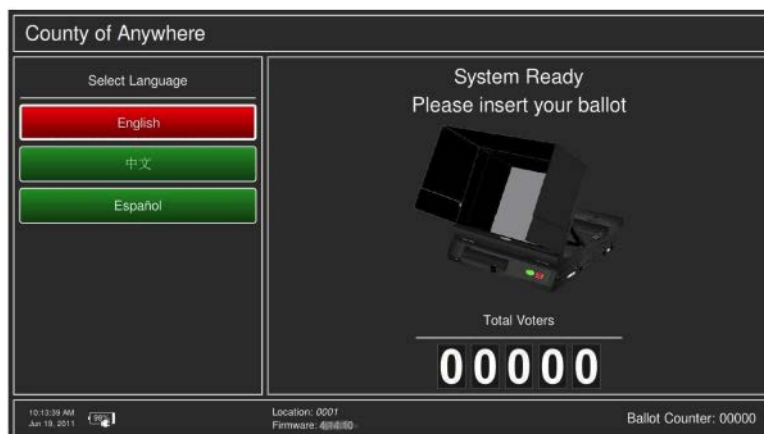 County of Anywhere
Select Language
English
中文
Español
System Ready
Please insert your ballot
Total Voters
00000
10:13:39 AM
Jun 19, 2011
98%
Location: 0001
Firmware:
Ballot Counter: 00000